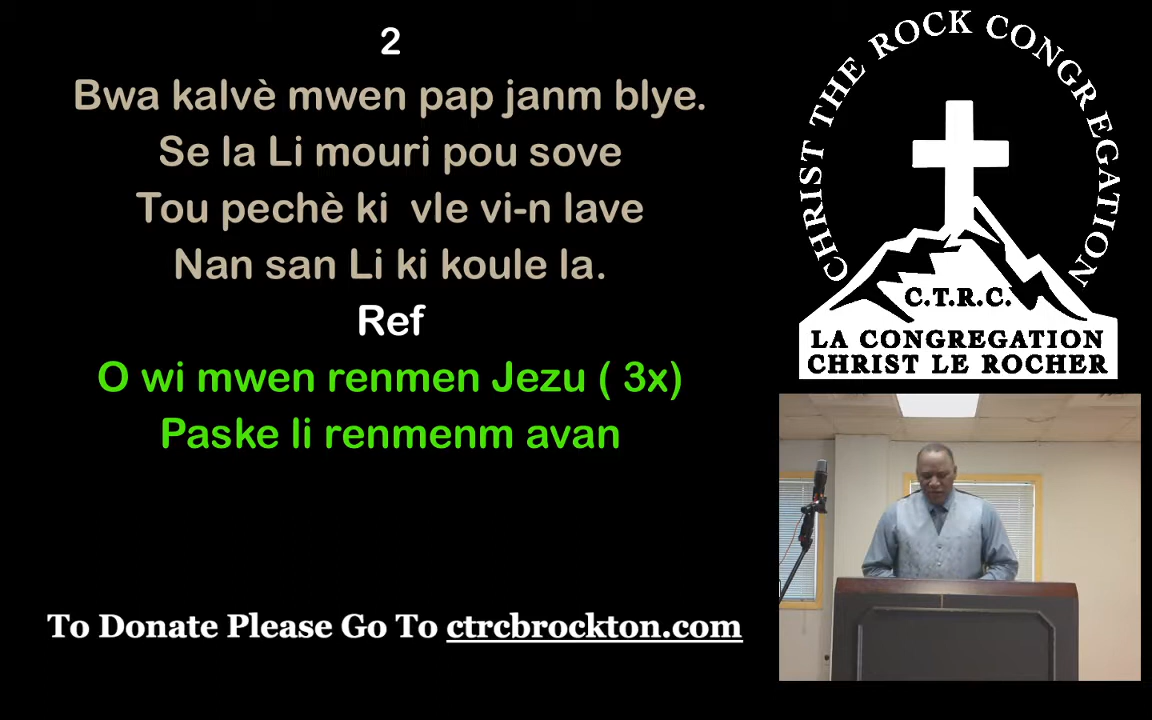 2
Bwa kalvè mwen pap janm blye.
Se la Li mouri pou sove
Tou pechè ki vle vi-n lave
Nan san Li ki koule la.
Ref
O wi mwen renmen Jezu ( 3x)
Paske li renmenm avan
To Donate Please Go To ctrcbrockton.com
CHRIST THE ROCK CONGREGATION
C.T.R.C.
LA CONGREGATION
CHRIST LE ROCHER